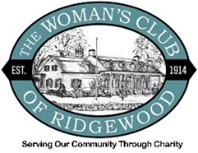 THE WOMAN'S CLUB
EST. 1914
OF RIDGEWOOD
Serving Our Community Through Charity